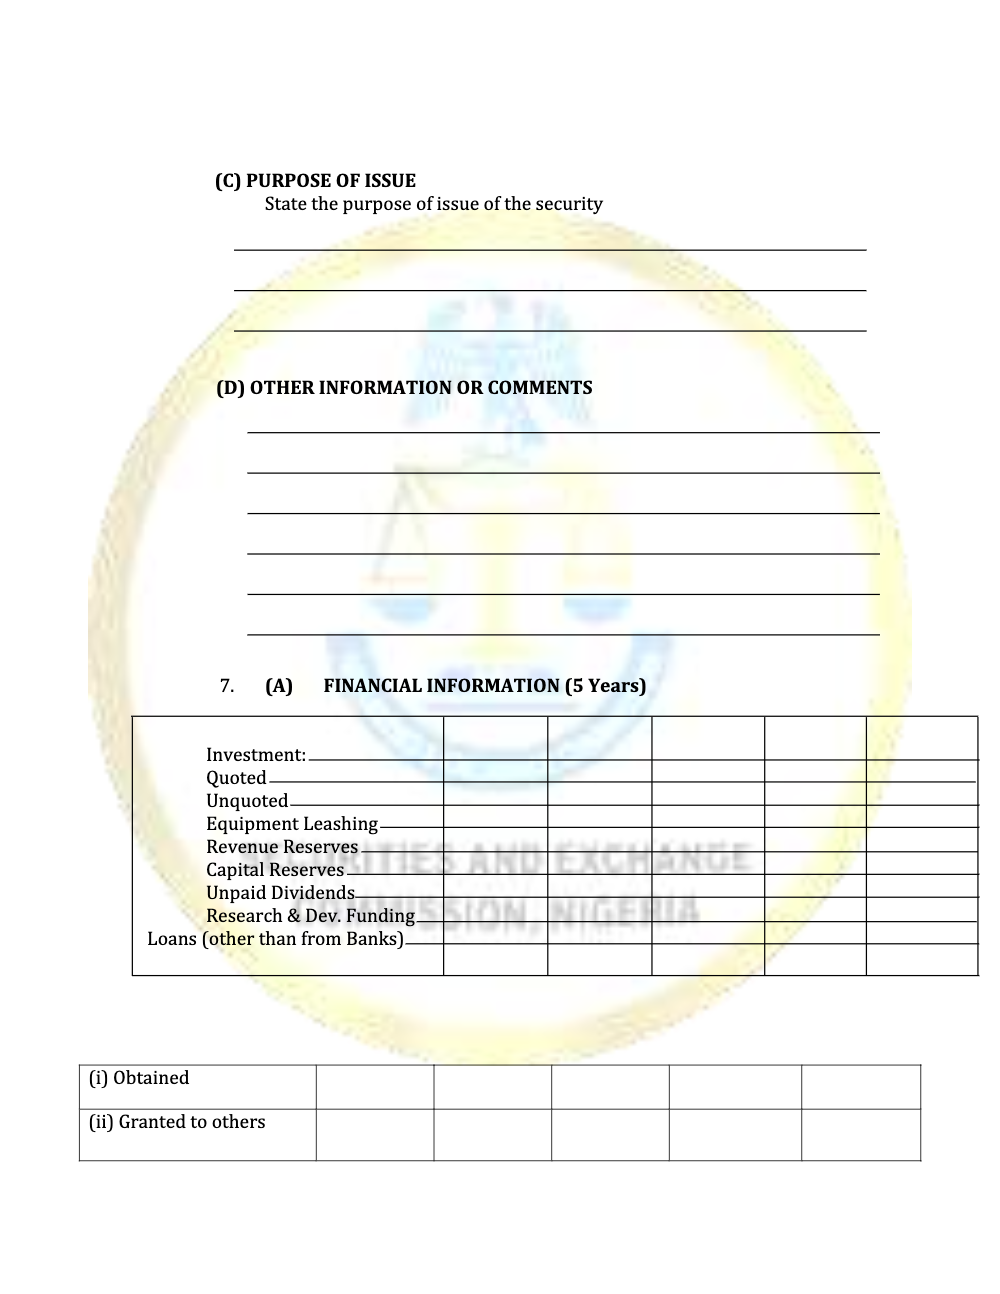 (C) PURPOSE OF ISSUE
State the purpose of issue of the security
(D) OTHER INFORMATION OR COMMENTS
7. (A) FINANCIAL INFORMATION (5 Years)
Investment:
Quoted
Unquoted
Equipment Leashing
Revenue Reserves
Capital Reserves
Unpaid Dividends
Research & Dev. Funding
Loans (other than from Banks)
SECURITIES AND EXCHANGE
COMMISSION, NIGERIA
(i) Obtained
(ii) Granted to others